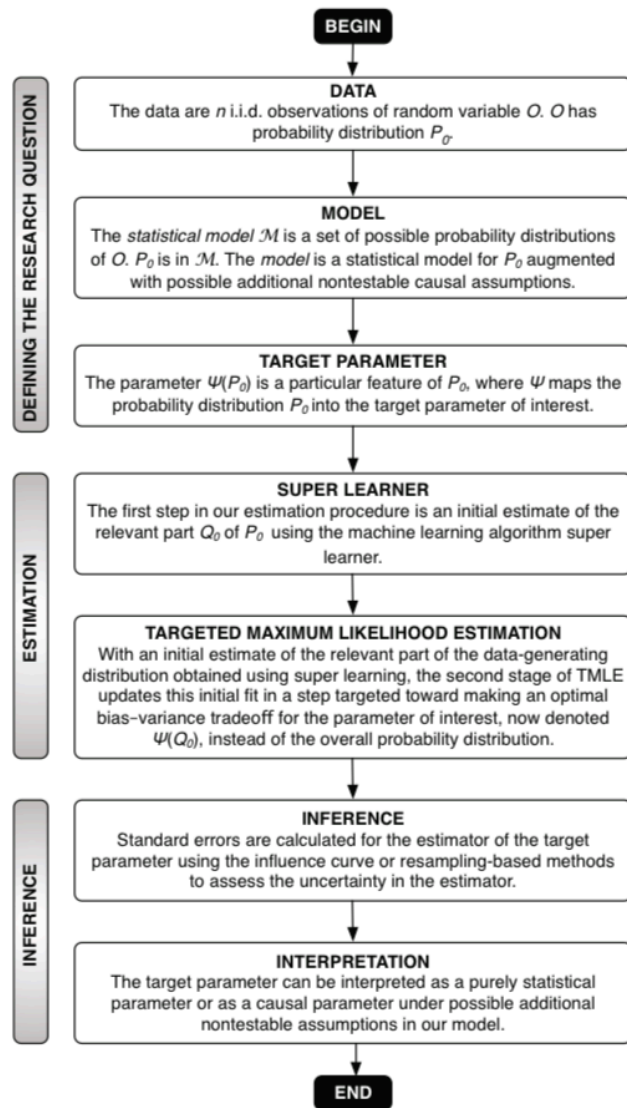 BEGIN
DEFINING THE RESEARCH QUESTION
DATA
The data are n i.i.d. observations of random variable O. O has
probability distribution P₀.
MODEL
The statistical model ℳ is a set of possible probability distributions
of O. P₀ is in ℳ. The model is a statistical model for P₀ augmented
with possible additional nontestable causal assumptions.
TARGET PARAMETER
The parameter Ψ(P₀) is a particular feature of P₀, where Ψ maps the
probability distribution P₀ into the target parameter of interest.
ESTIMATION
SUPER LEARNER
The first step in our estimation procedure is an initial estimate of the
relevant part Q₀ of P₀ using the machine learning algorithm super
learner.
TARGETED MAXIMUM LIKELIHOOD ESTIMATION
With an initial estimate of the relevant part of the data-generating
distribution obtained using super learning, the second stage of TMLE
updates this initial fit in a step targeted toward making an optimal
bias–variance tradeoff for the parameter of interest, now denoted
Ψ(Q₀), instead of the overall probability distribution.
INFERENCE
INFERENCE
Standard errors are calculated for the estimator of the target
parameter using the influence curve or resampling-based methods
to assess the uncertainty in the estimator.
INTERPRETATION
The target parameter can be interpreted as a purely statistical
parameter or as a causal parameter under possible additional
nontestable assumptions in our model.
END